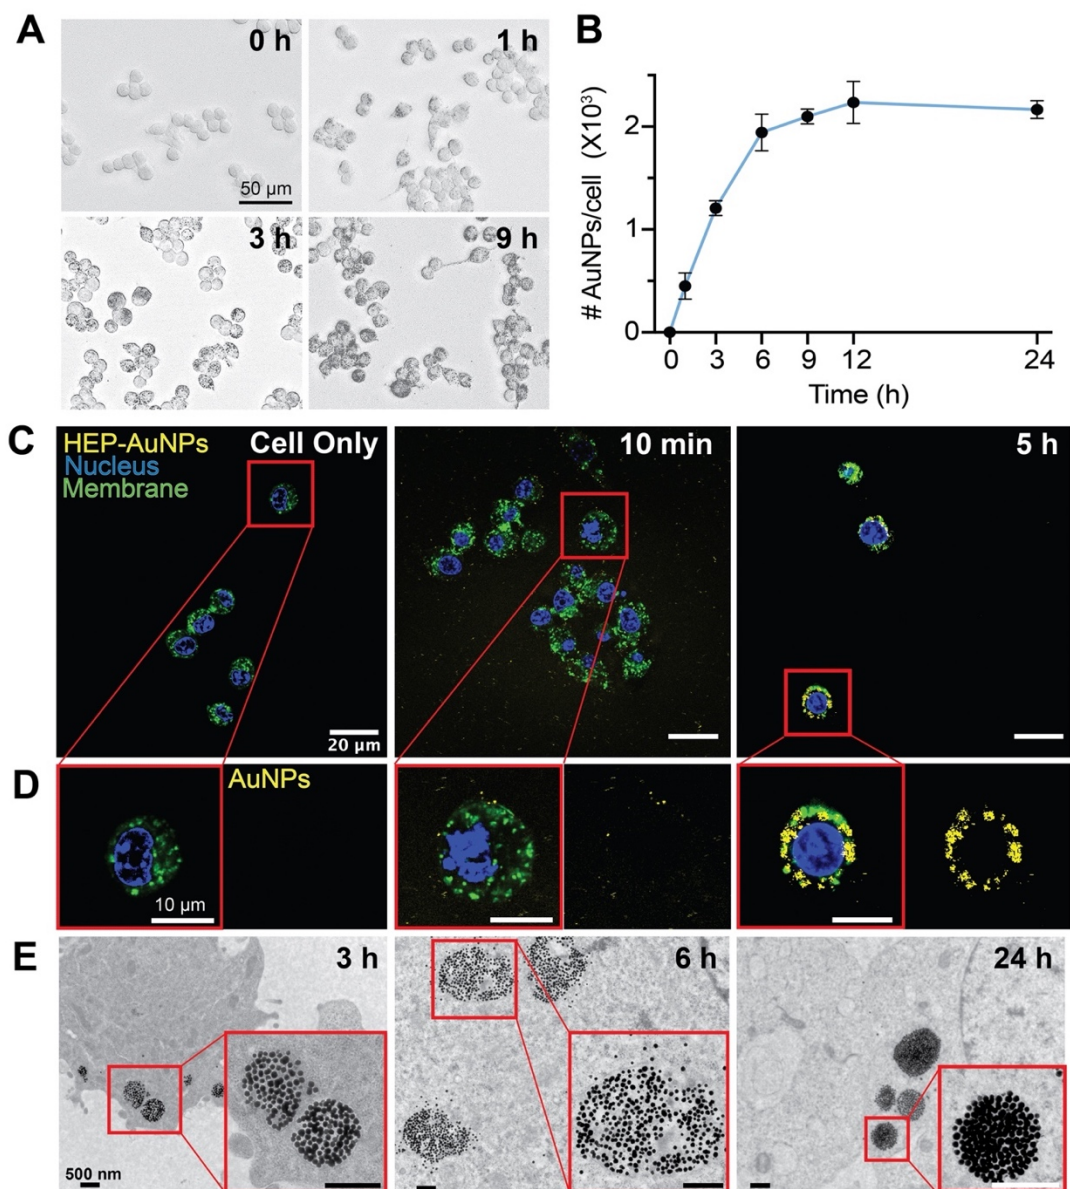 A
0 h
1 h
50 µm
3 h
9 h
B
# AuNPs/cell (X10³)
2
1
0
0 3 6 9 12 24
Time (h)
C
HEP-AuNPs
Nucleus
Membrane
Cell Only
10 min
5 h
20 µm
D
AuNPs
10 µm
E
3 h
6 h
24 h
500 nm